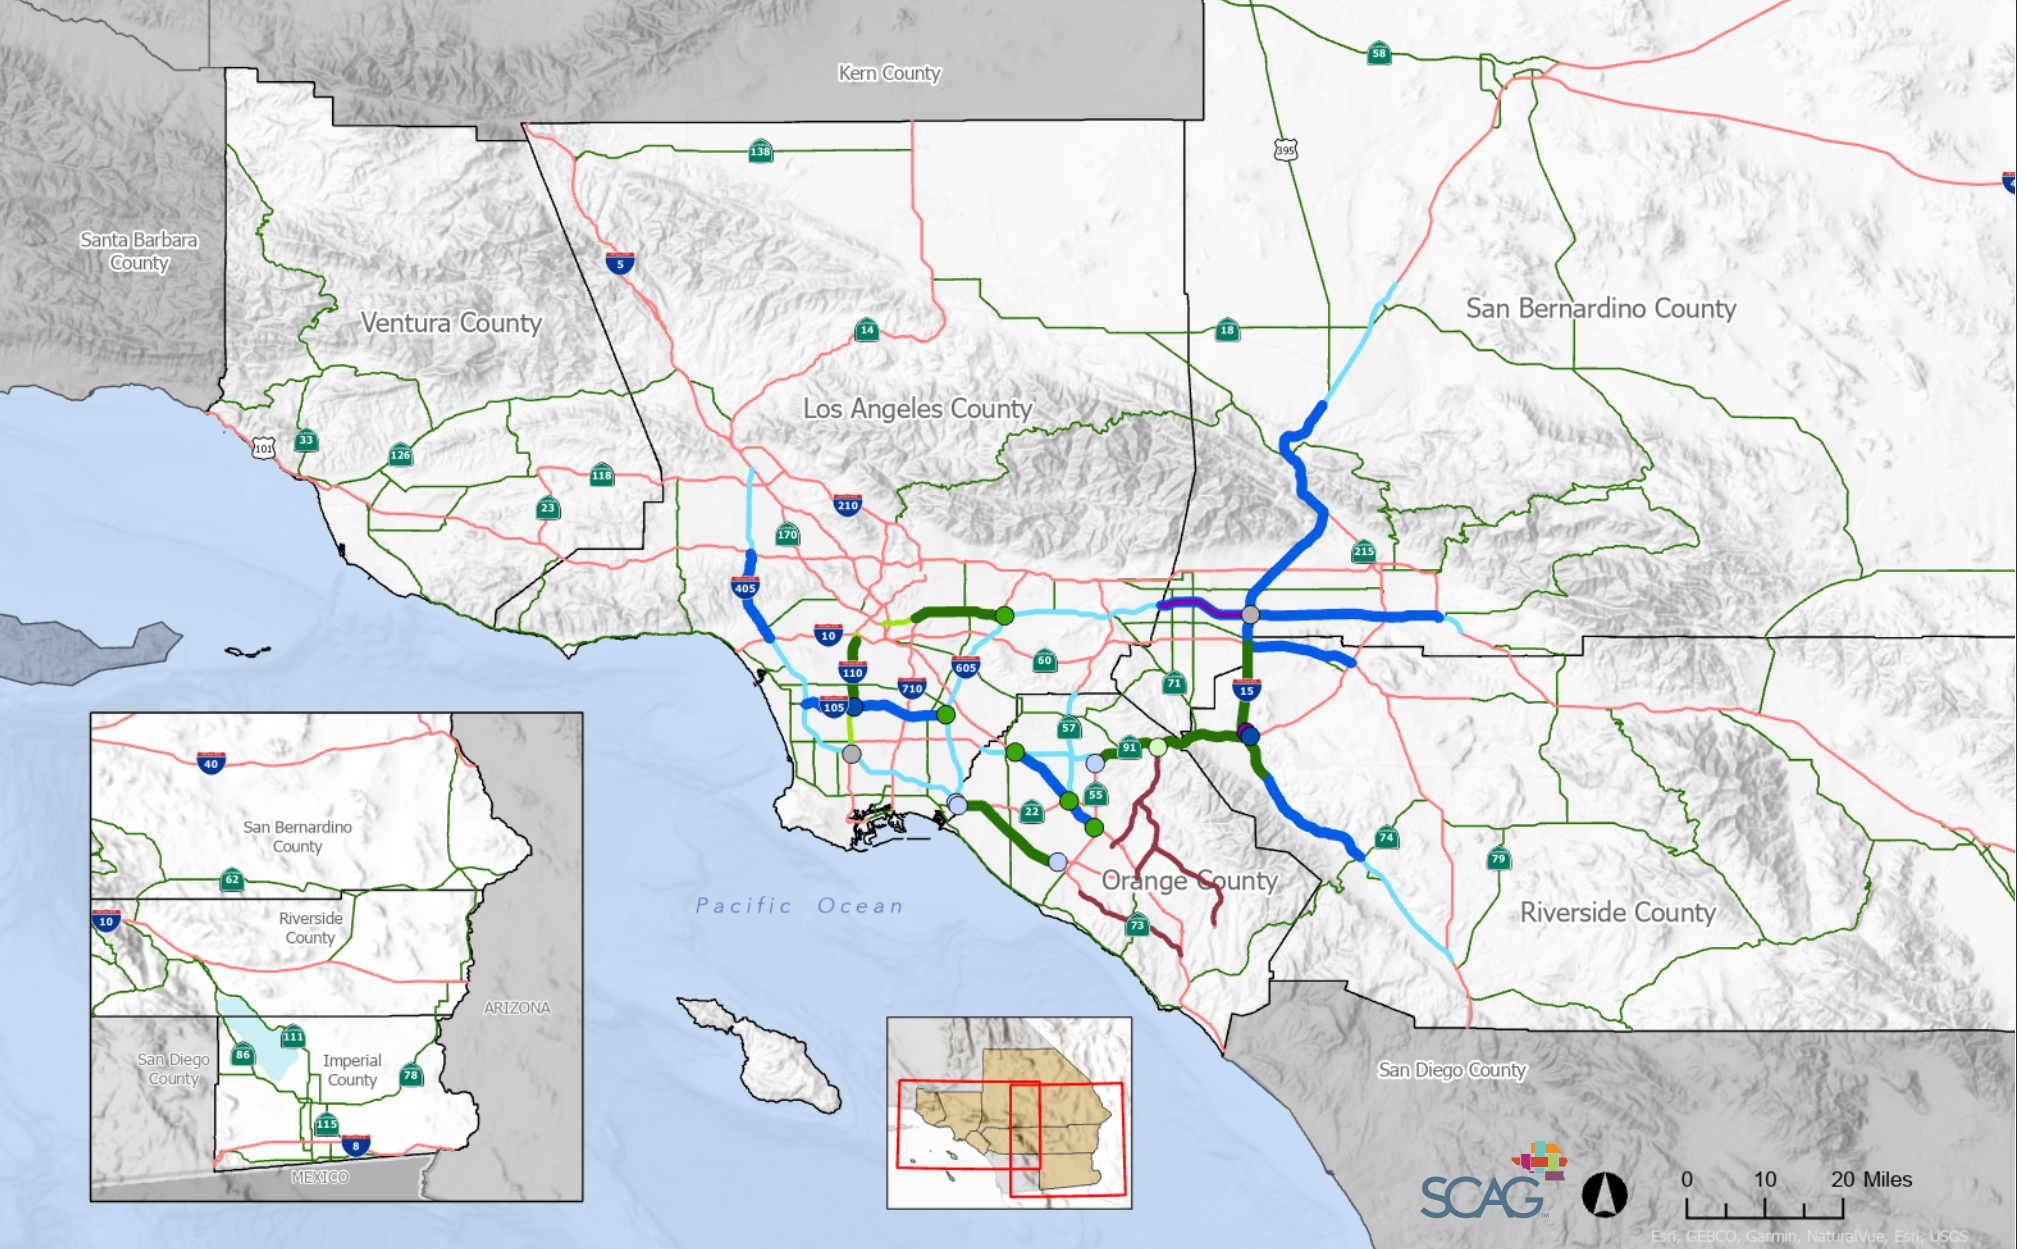 Kern County
58
395
138
4
Santa Barbara
County
5
San Bernardino County
Ventura County
14
18
Los Angeles County
33
101
126
118
23
210
170
215
405
10
110
605
60
71
15
105
710
57
91
55
22
74
79
Orange County
73
Riverside County
Pacific Ocean
40
San Bernardino
County
62
10
Riverside
County
ARIZONA
111
86
San Diego
County
Imperial
County
78
115
8
MEXICO
San Diego County
SCAG
TM
0 10 20 Miles
Esri, GEBCO, Garmin, NaturalVue, Esri, USGS